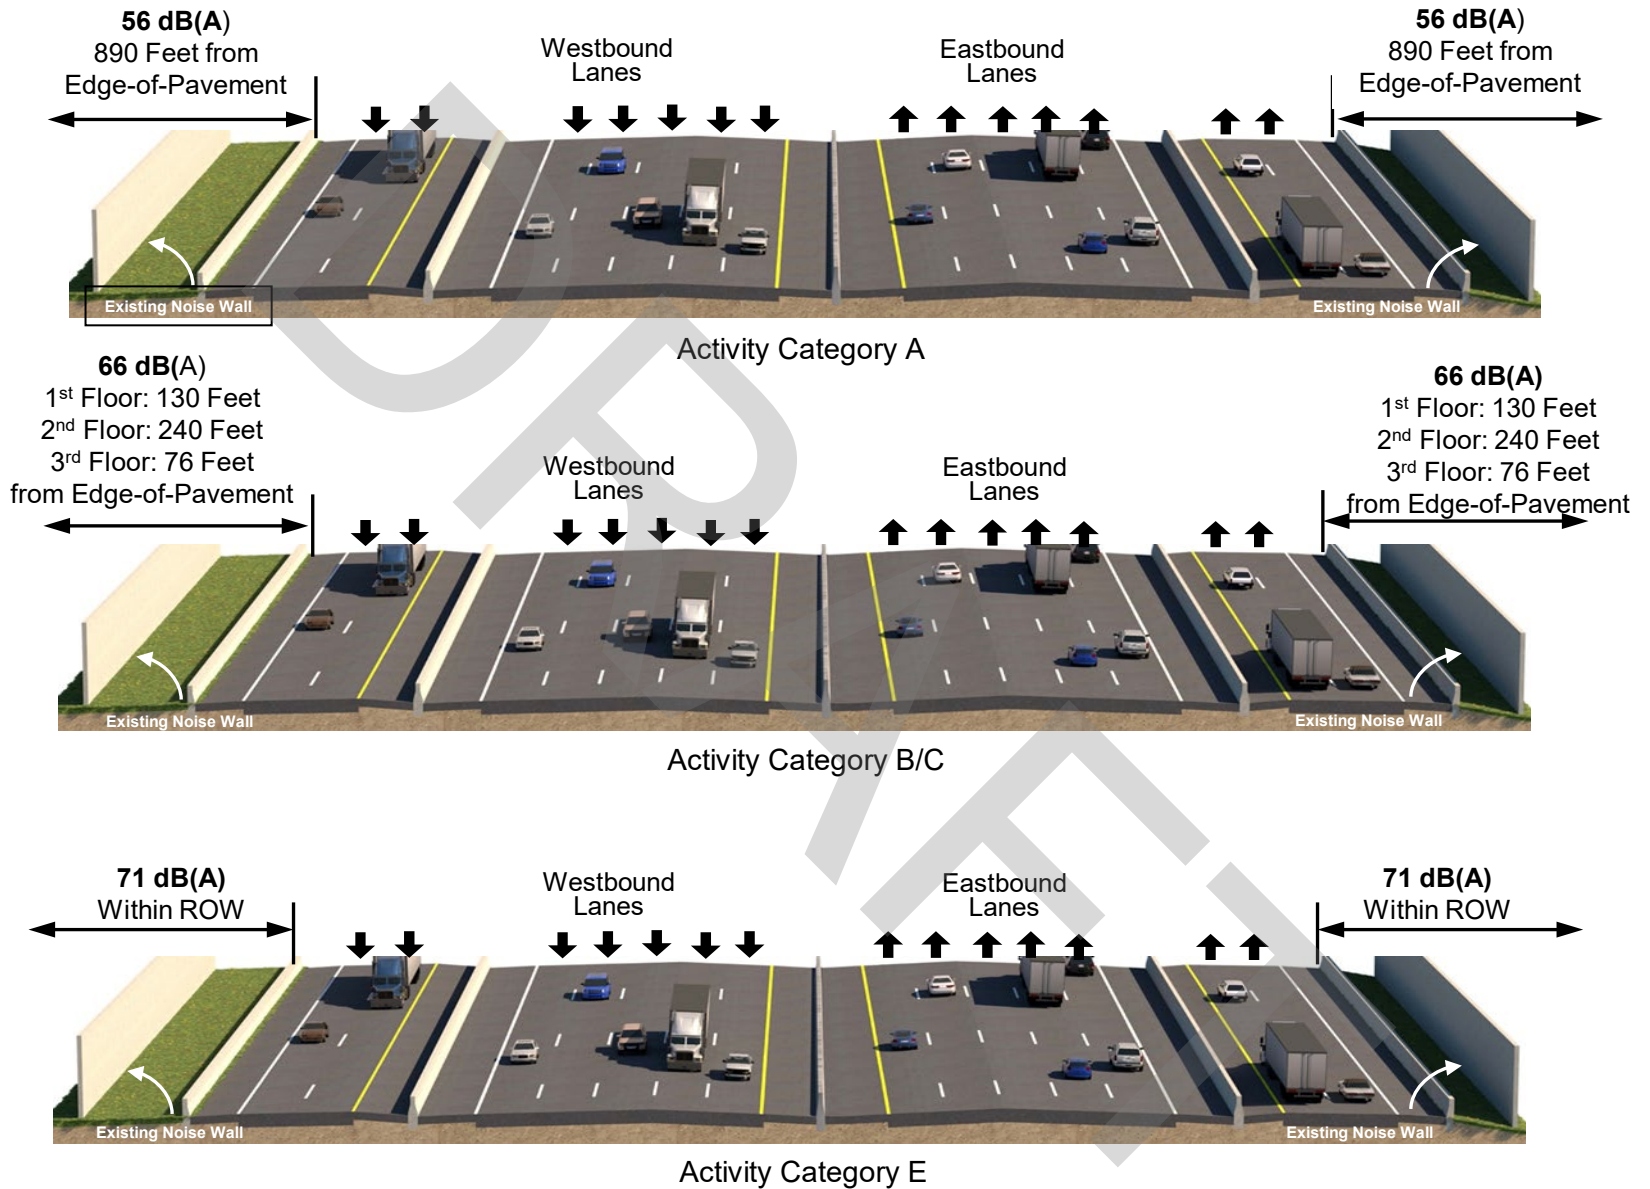 56 dB(A)
890 Feet from
Edge-of-Pavement
Westbound
Lanes
Eastbound
Lanes
56 dB(A)
890 Feet from
Edge-of-Pavement
Existing Noise Wall
Existing Noise Wall
Activity Category A
66 dB(A)
1st Floor: 130 Feet
2nd Floor: 240 Feet
3rd Floor: 76 Feet
from Edge-of-Pavement
Westbound
Lanes
Eastbound
Lanes
66 dB(A)
1st Floor: 130 Feet
2nd Floor: 240 Feet
3rd Floor: 76 Feet
from Edge-of-Pavement
Existing Noise Wall
Existing Noise Wall
Activity Category B/C
71 dB(A)
Within ROW
Westbound
Lanes
Eastbound
Lanes
71 dB(A)
Within ROW
Existing Noise Wall
Existing Noise Wall
Activity Category E
DRAFT